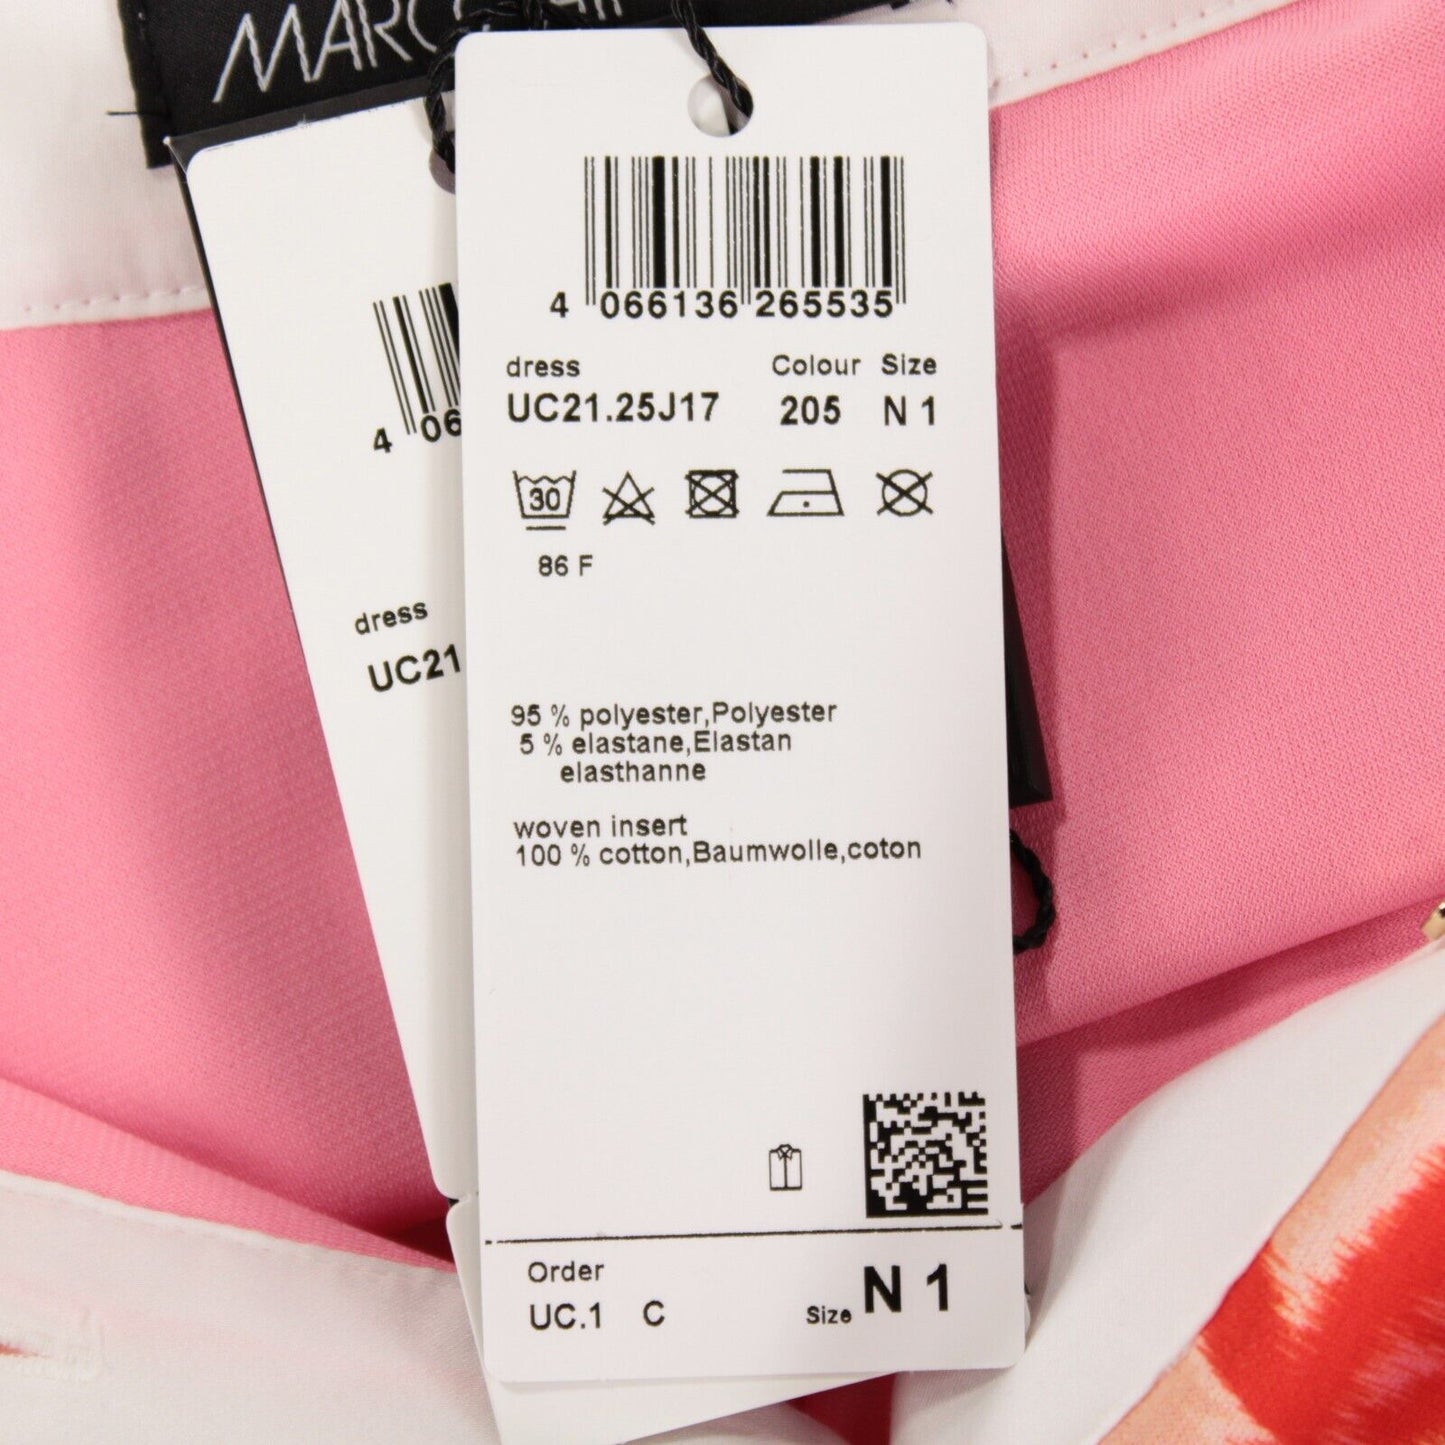 4 066136 265535
dress Colour Size
UC21.25J17 205 N 1
30
86 F
95 % polyester,Polyester
5 % elastane,Elastan
elasthanne
woven insert
100 % cotton,Baumwolle,coton
Order
UC.1 C Size N 1
4 06
dress
UC21